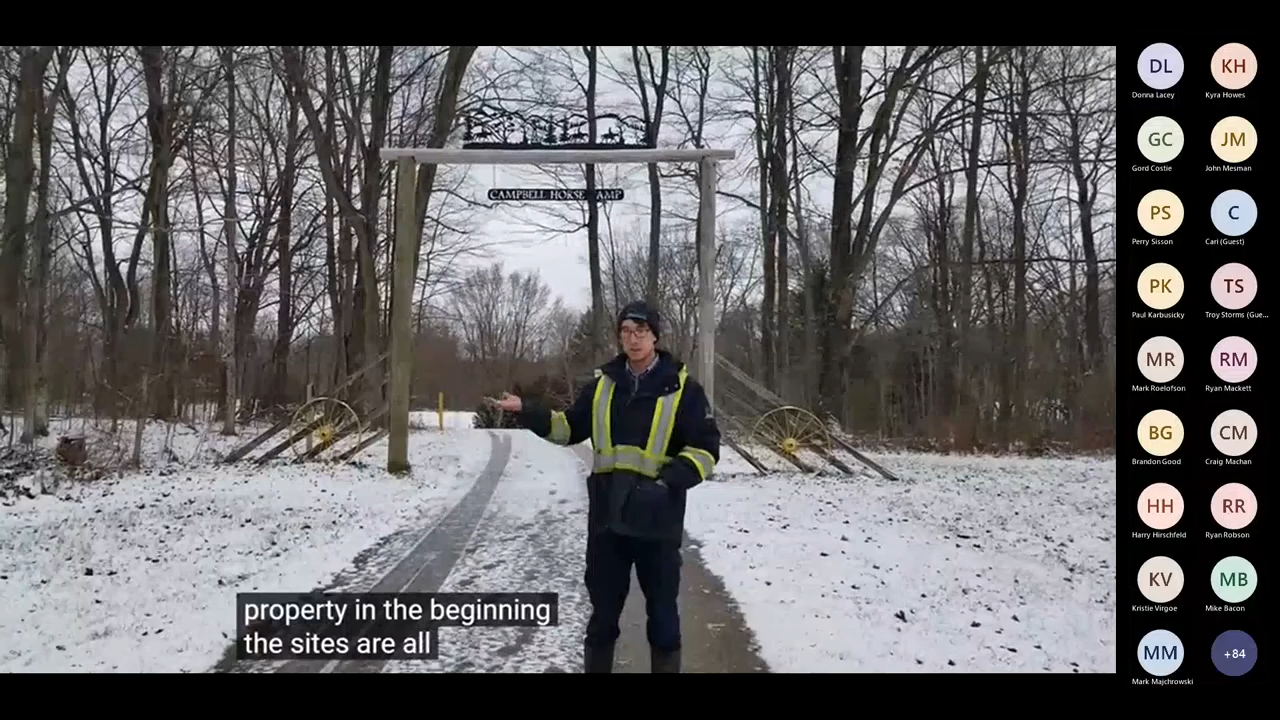 CAMPBELL HORSE CAMP
property in the beginning
the sites are all
DL
KH
Donna Lacey
Kyra Howes
GC
JM
Gord Costie
John Mesman
PS
C
Perry Sisson
Cari (Guest)
PK
TS
Paul Karbusicky
Troy Storms (Gue...
MR
RM
Mark Roelofson
Ryan Mackett
BG
CM
Brandon Good
Craig Machan
HH
RR
Harry Hirschfeld
Ryan Robson
KV
MB
Kristie Virgoe
Mike Bacon
MM
+84
Mark Majchrowski